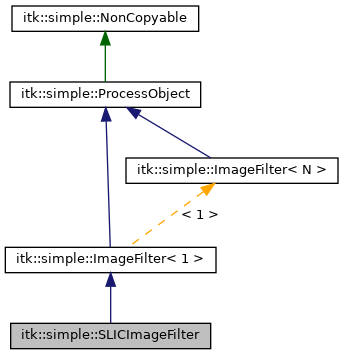 itk::simple::NonCopyable
itk::simple::ProcessObject
itk::simple::ImageFilter< N >
< 1 >
itk::simple::ImageFilter< 1 >
itk::simple::SLICImageFilter